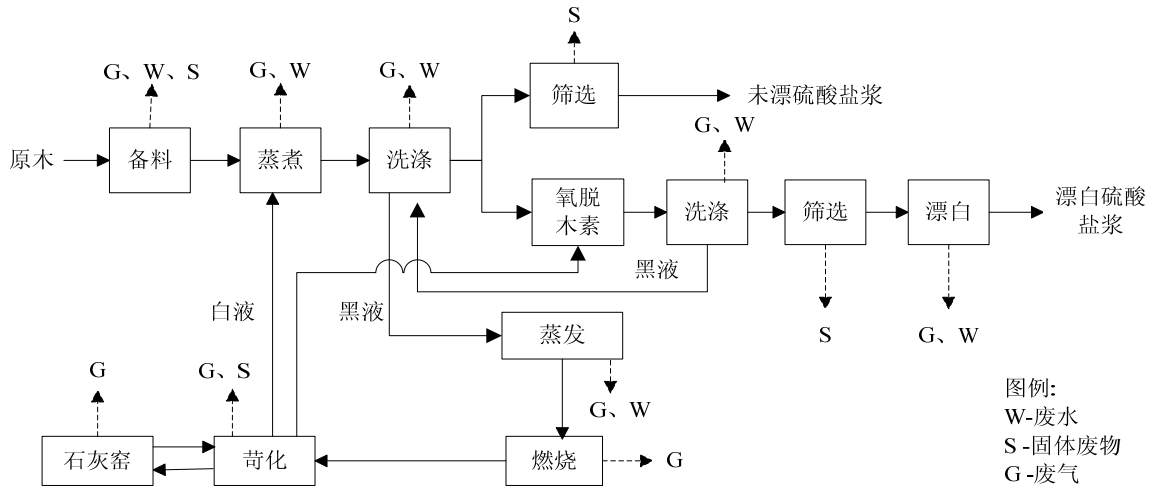 S
G、W、S
G、W
G、W
筛选
未漂硫酸盐浆
G、W
原木
备料
蒸煮
洗涤
氧脱
木素
洗涤
筛选
漂白
漂白硫酸
盐浆
黑液
白液
黑液
蒸发
S
G、W
G
G、S
G、W
图例:
W-废水
S-固体废物
G-废气
石灰窑
苛化
燃烧
G